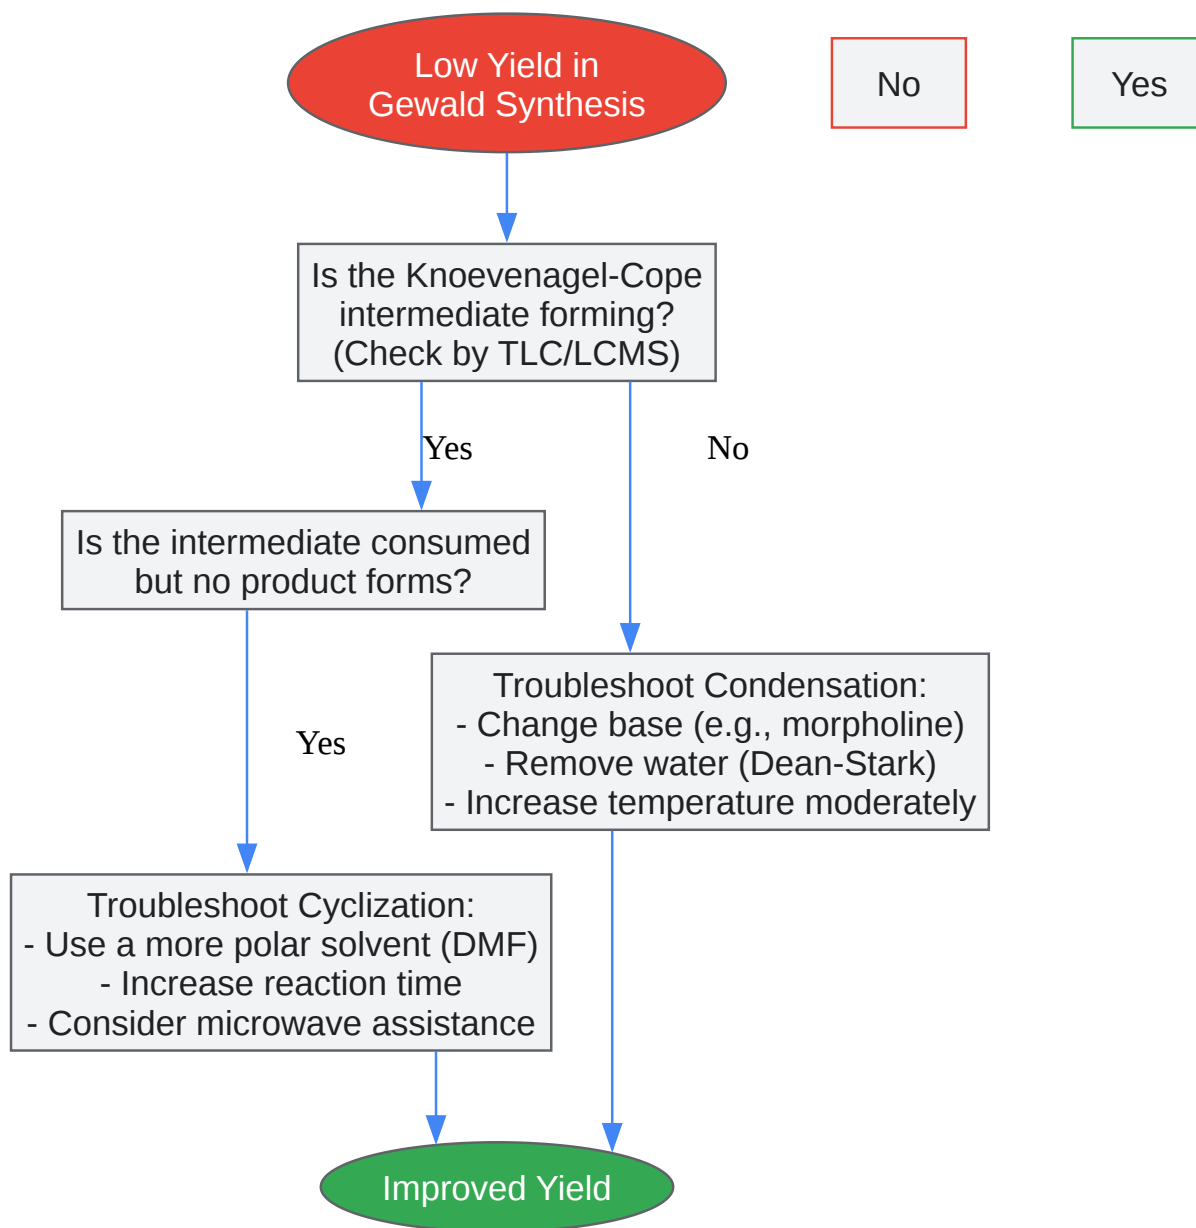 Low Yield in
Gewald Synthesis
No
Yes
Is the Knoevenagel-Cope
intermediate forming?
(Check by TLC/LCMS)
Yes
No
Is the intermediate consumed
but no product forms?
Troubleshoot Condensation:
- Change base (e.g., morpholine)
- Remove water (Dean-Stark)
- Increase temperature moderately
Yes
Troubleshoot Cyclization:
- Use a more polar solvent (DMF)
- Increase reaction time
- Consider microwave assistance
Improved Yield